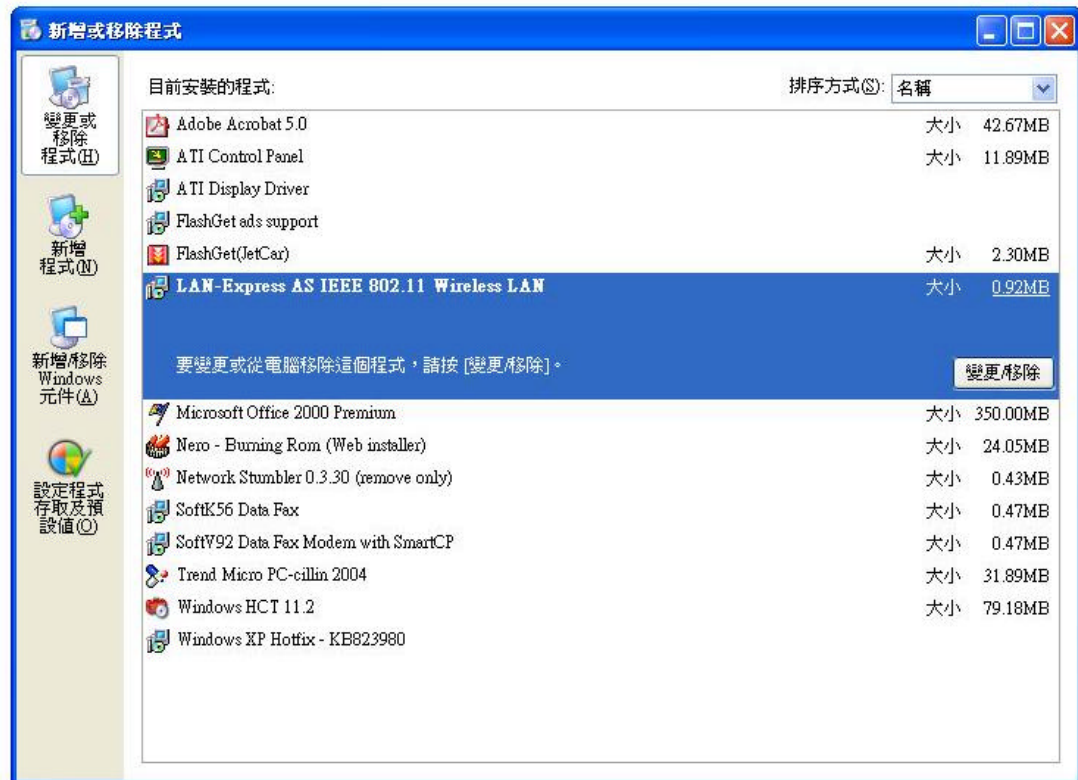 新增或移除程式
變更或
移除
程式(H)
新增
程式(N)
新增/移除
Windows
元件(A)
設定程式
存取及預
設值(O)
目前安裝的程式:
排序方式(S): 名稱
Adobe Acrobat 5.0 大小 42.67MB
ATI Control Panel 大小 11.89MB
ATI Display Driver
FlashGet ads support
FlashGet(JetCar) 大小 2.30MB
LAN-Express AS IEEE 802.11 Wireless LAN 大小 0.92MB
要變更或從電腦移除這個程式，請按 [變更/移除]。
變更/移除
Microsoft Office 2000 Premium 大小 350.00MB
Nero - Burning Rom (Web installer) 大小 24.05MB
Network Stumbler 0.3.30 (remove only) 大小 0.43MB
SoftK56 Data Fax 大小 0.47MB
SoftV92 Data Fax Modem with SmartCP 大小 0.47MB
Trend Micro PC-cillin 2004 大小 31.89MB
Windows HCT 11.2 大小 79.18MB
Windows XP Hotfix - KB823980